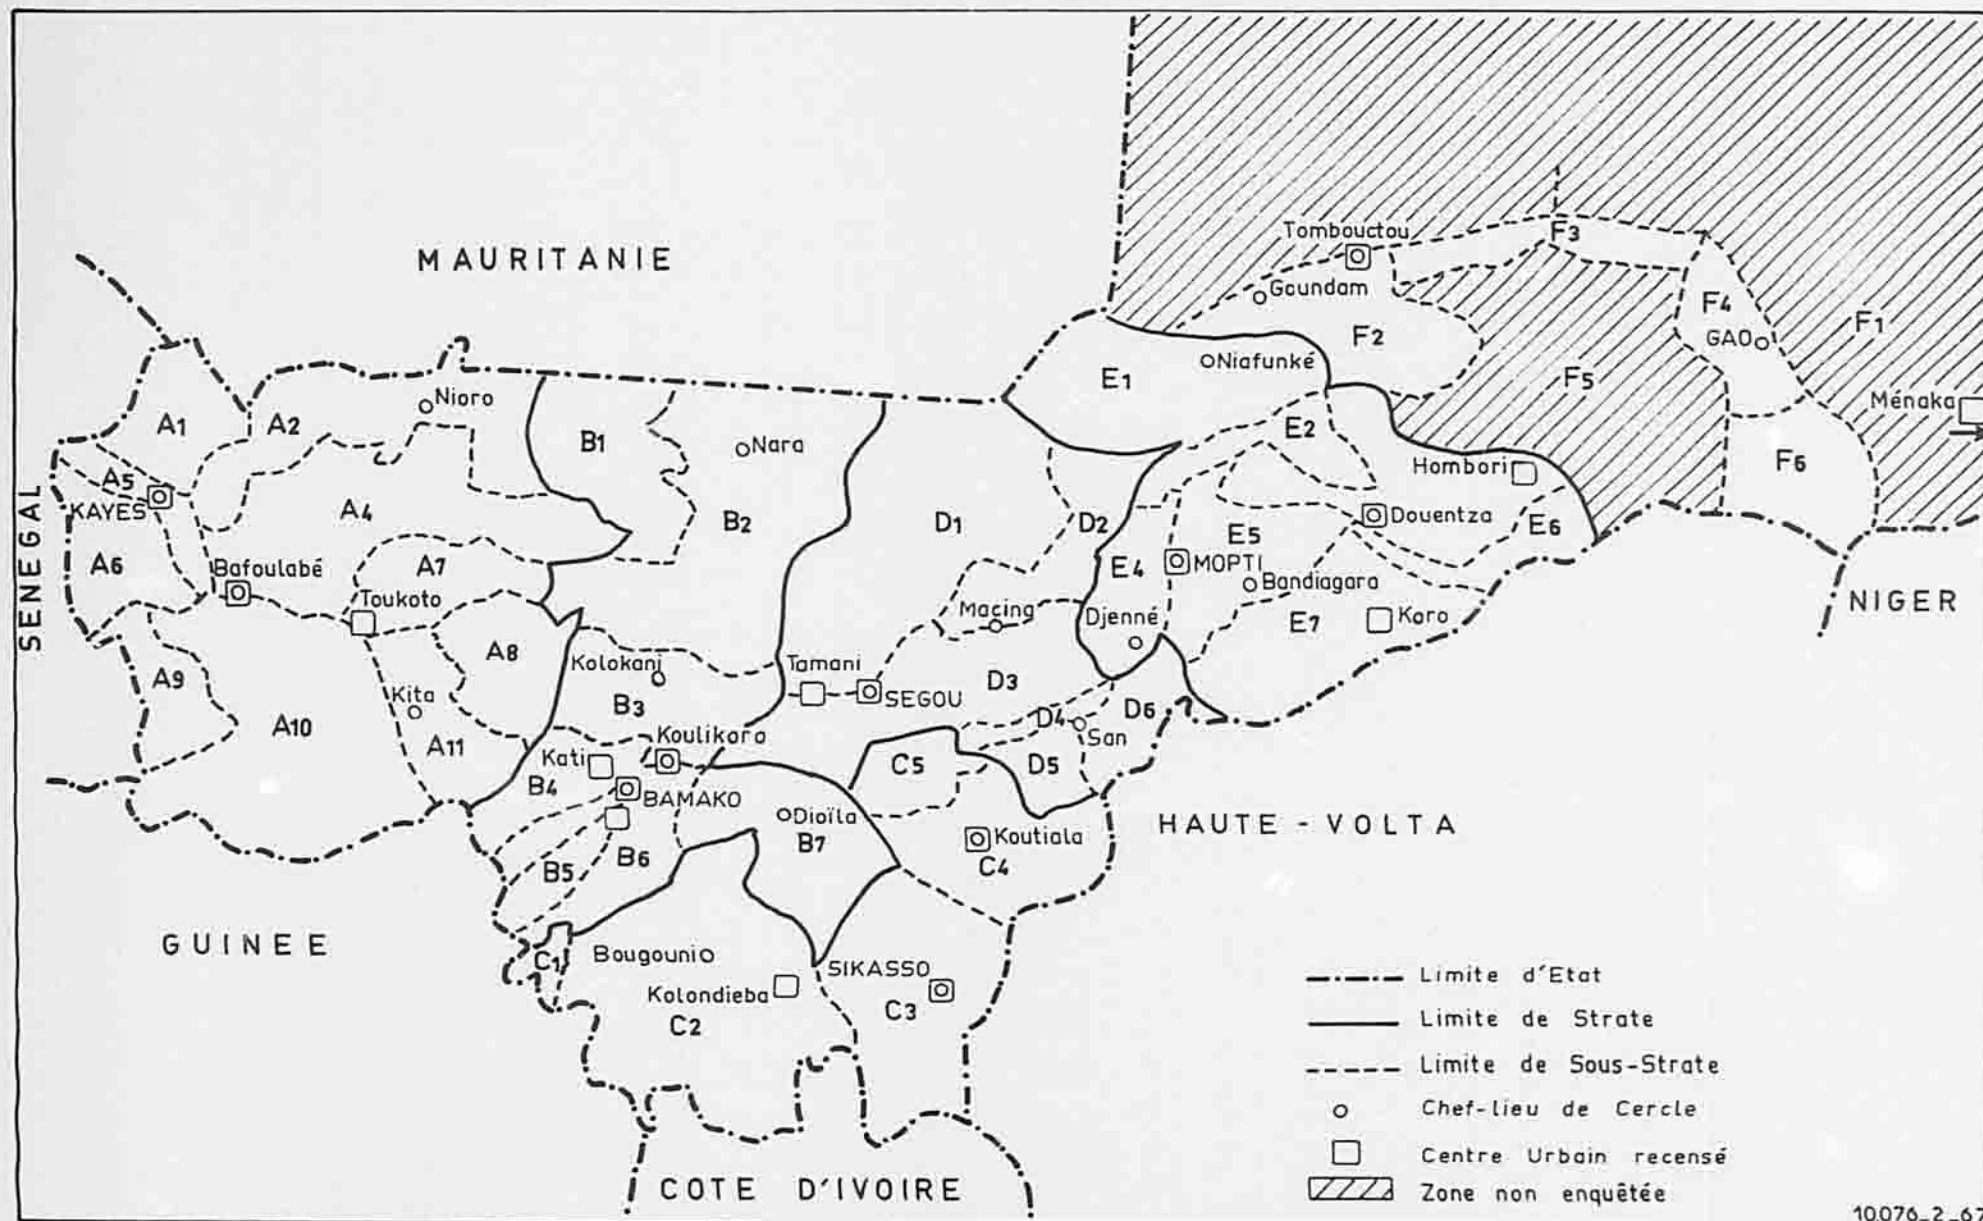 MAURITANIE
Tombouctou
F3
Goundam
F4
F1
F2
GAO
Niafunké
E1
F5
Ménaka
Nioro
A1
A2
B1
Nara
E2
Hombori
F6
A5
KAYES
A4
B2
D1
D2
E5
Douentza
E6
SENEGAL
A6
Bafoulabé
A7
E4
MOPTI
Bandiagara
Toukoto
Macing
Djenné
E7
Koro
NIGER
A8
Kolokani
Tamani
A9
Kita
B3
SEGOU
D3
D6
A10
A11
Koulikoro
D4
San
Kati
B4
C5
D5
BAMAKO
Dioïla
B7
Koutiala
C4
HAUTE-VOLTA
B5
B6
GUINEE
C1
Bougouni
SIKASSO
Kolondieba
C2
C3
Limite d'Etat
Limite de Strate
Limite de Sous-Strate
Chef-lieu de Cercle
Centre Urbain recensé
Zone non enquêtée
COTE D'IVOIRE
10.076_2_67